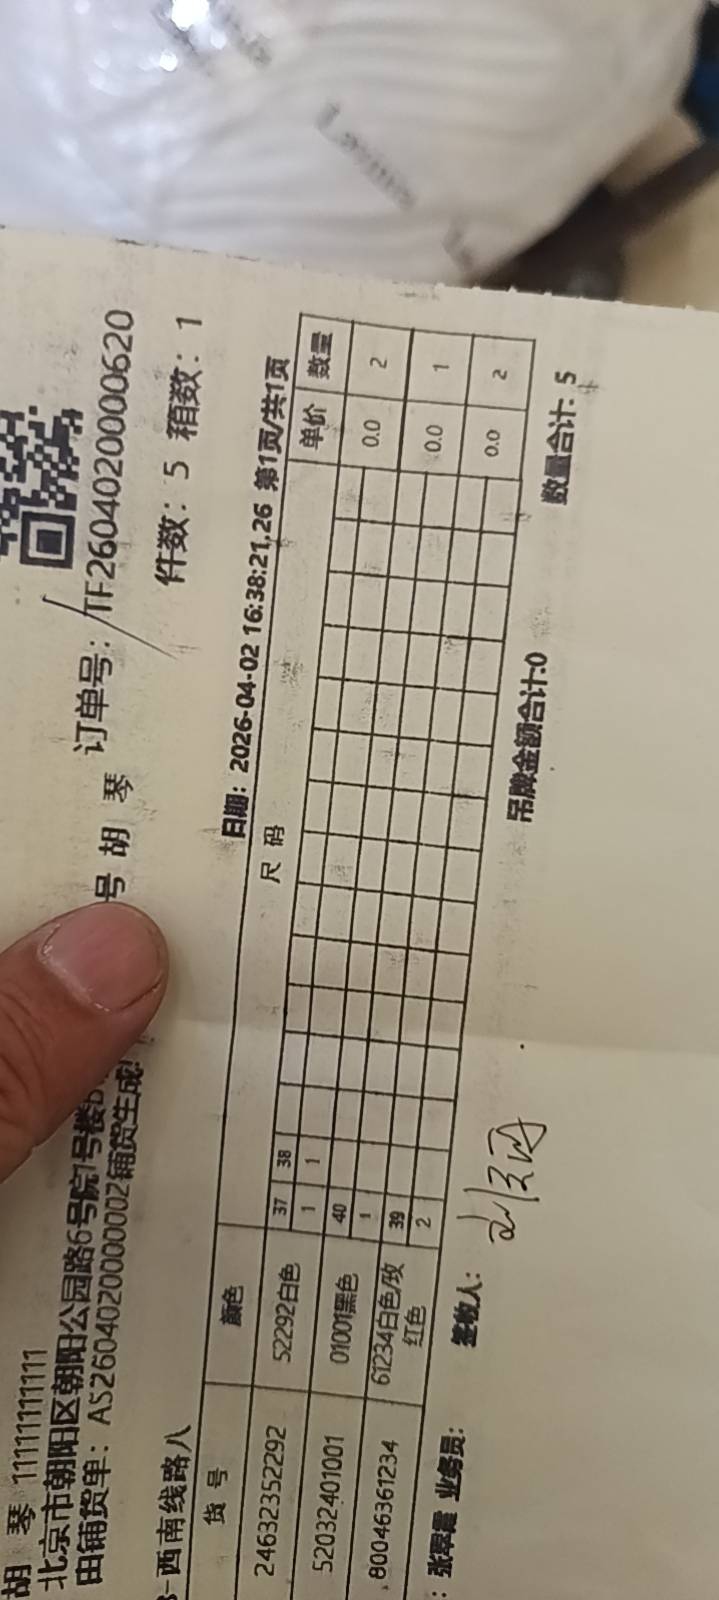 胡 琴 11111111111
北京市朝阳区朝阳公园路6号院7号楼
号 胡 琴 订单号：TF2604020000620
由铺货单：AS2604020000002铺货生成!
件数：5 箱数：1
-西南线路八
日期：2026-04-02 16:38:21.26 第1页/共1页
货 号 颜色 尺 码 单价 数量
37 38
24632352292 52292白色 1 1 0.0 2
40
52032401001 01001黑色 1 0.0 1
39
80046361234 61234白色/玫红色 2 0.0 2
：张翠霞 业务员： 签收人： 吊牌金额合计:0 数量合计: 5
Lavius